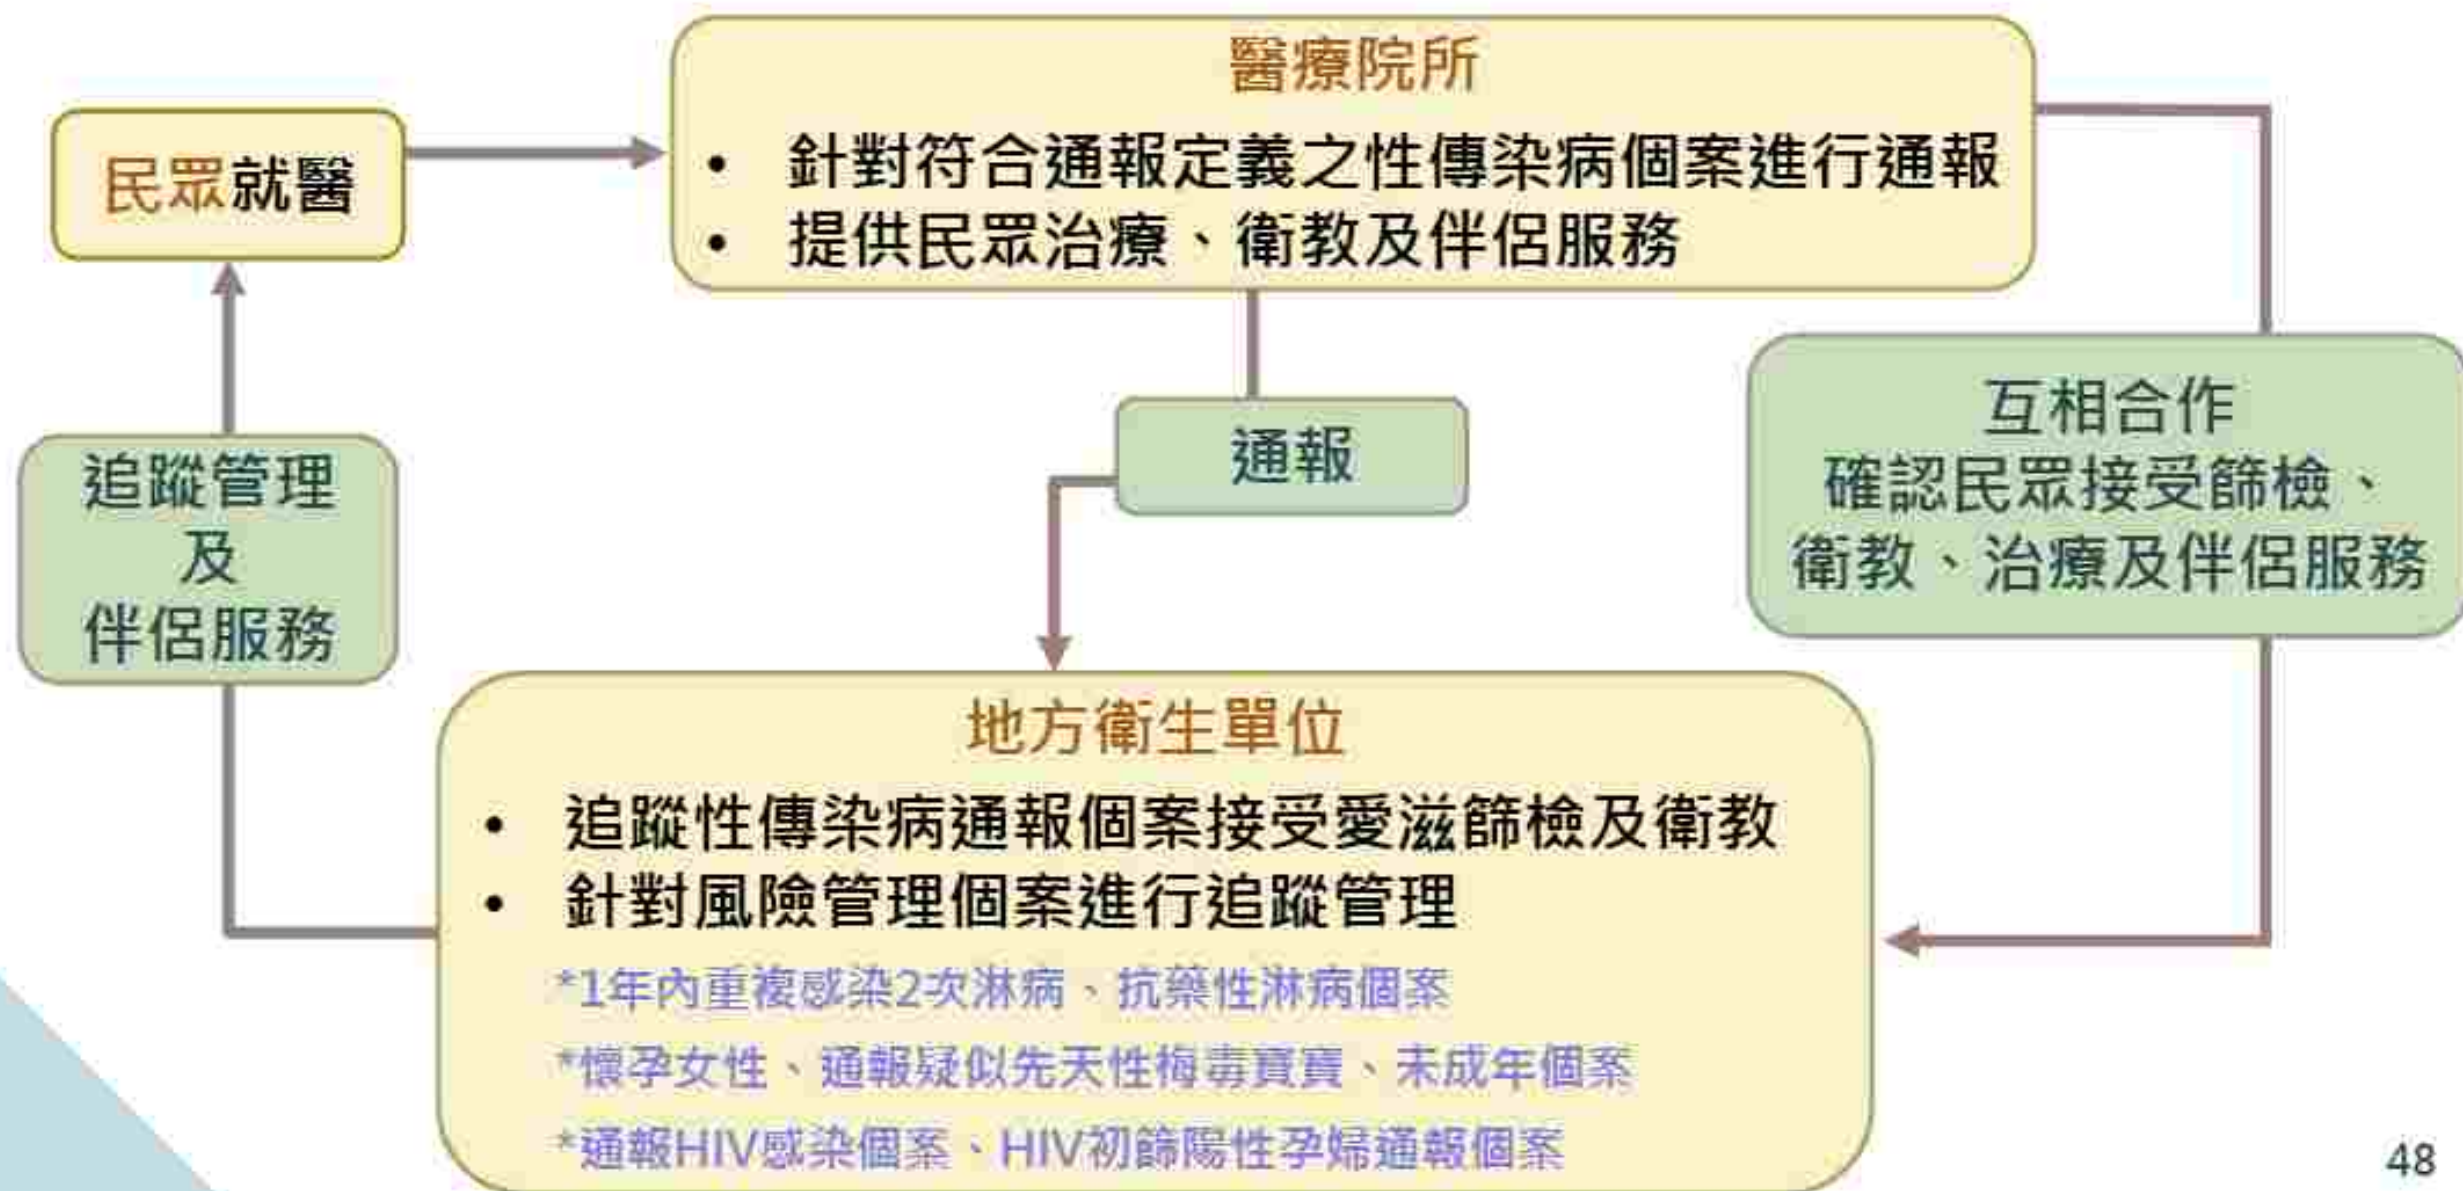 醫療院所
• 針對符合通報定義之性傳染病個案進行通報
• 提供民眾治療、衛教及伴侶服務
民眾就醫
通報
互相合作
確認民眾接受篩檢、
衛教、治療及伴侶服務
追蹤管理
及
伴侶服務
地方衛生單位
• 追蹤性傳染病通報個案接受愛滋篩檢及衛教
• 針對風險管理個案進行追蹤管理
*1年內重複感染2次淋病、抗藥性淋病個案
*懷孕女性、通報疑似先天性梅毒寶寶、未成年個案
*通報HIV感染個案、HIV初篩陽性孕婦通報個案
48